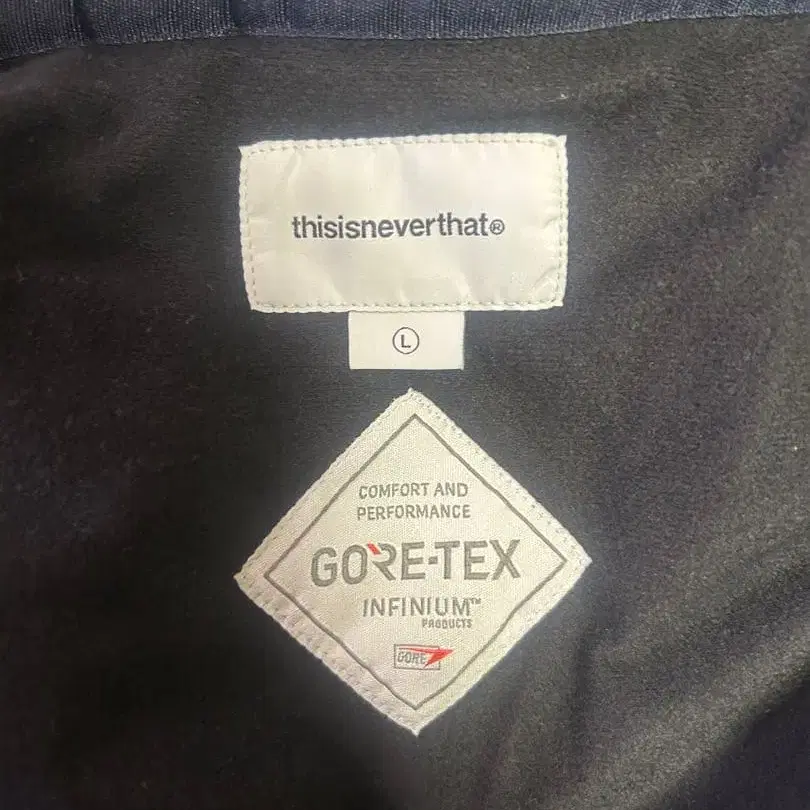 thisisneverthat®
L
COMFORT AND
PERFORMANCE
GORE-TEX
INFINIUM™
PRODUCTS
GORE